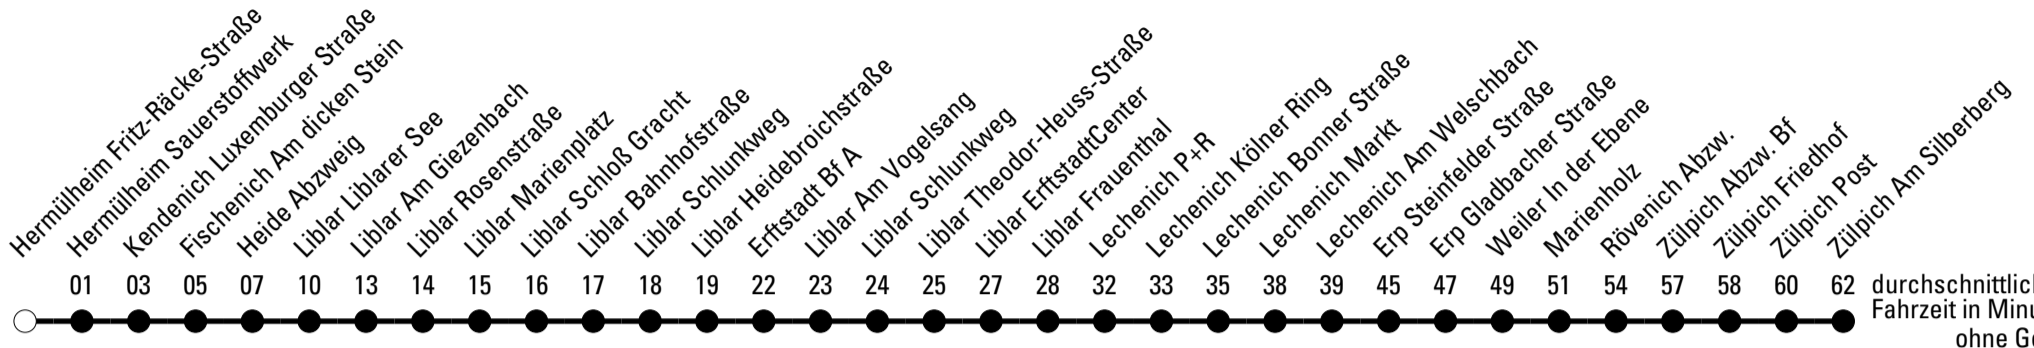 Hermülheim Fritz-Räcke-Straße
Hermülheim Sauerstoffwerk
Kendenich Luxemburger Straße
Fischenich Am dicken Stein
Heide Abzweig
Liblar Liblarer See
Liblar Am Giezenbach
Liblar Rosenstraße
Liblar Marienplatz
Liblar Schloß Gracht
Liblar Bahnhofstraße
Liblar Schlunkweg
Liblar Heidebroichstraße
Erftstadt Bf A
Liblar Am Vogelsang
Liblar Schlunkweg
Liblar Theodor-Heuss-Straße
Liblar ErftstadtCenter
Liblar Frauenthal
Lechenich P+R
Lechenich Kölner Ring
Lechenich Bonner Straße
Lechenich Markt
Lechenich Am Welschbach
Erp Steinfelder Straße
Erp Gladbacher Straße
Weiler In der Ebene
Marienholz
Rövenich Abzw.
Zülpich Abzw. Bf
Zülpich Friedhof
Zülpich Post
Zülpich Am Silberberg
01 03 05 07 10 13 14 15 16 17 18 19 22 23 24 25 27 28 32 33 35 38 39 45 47 49 51 54 57 58 60 62 durchschnittlich
Fahrzeit in Minu
ohne Ge